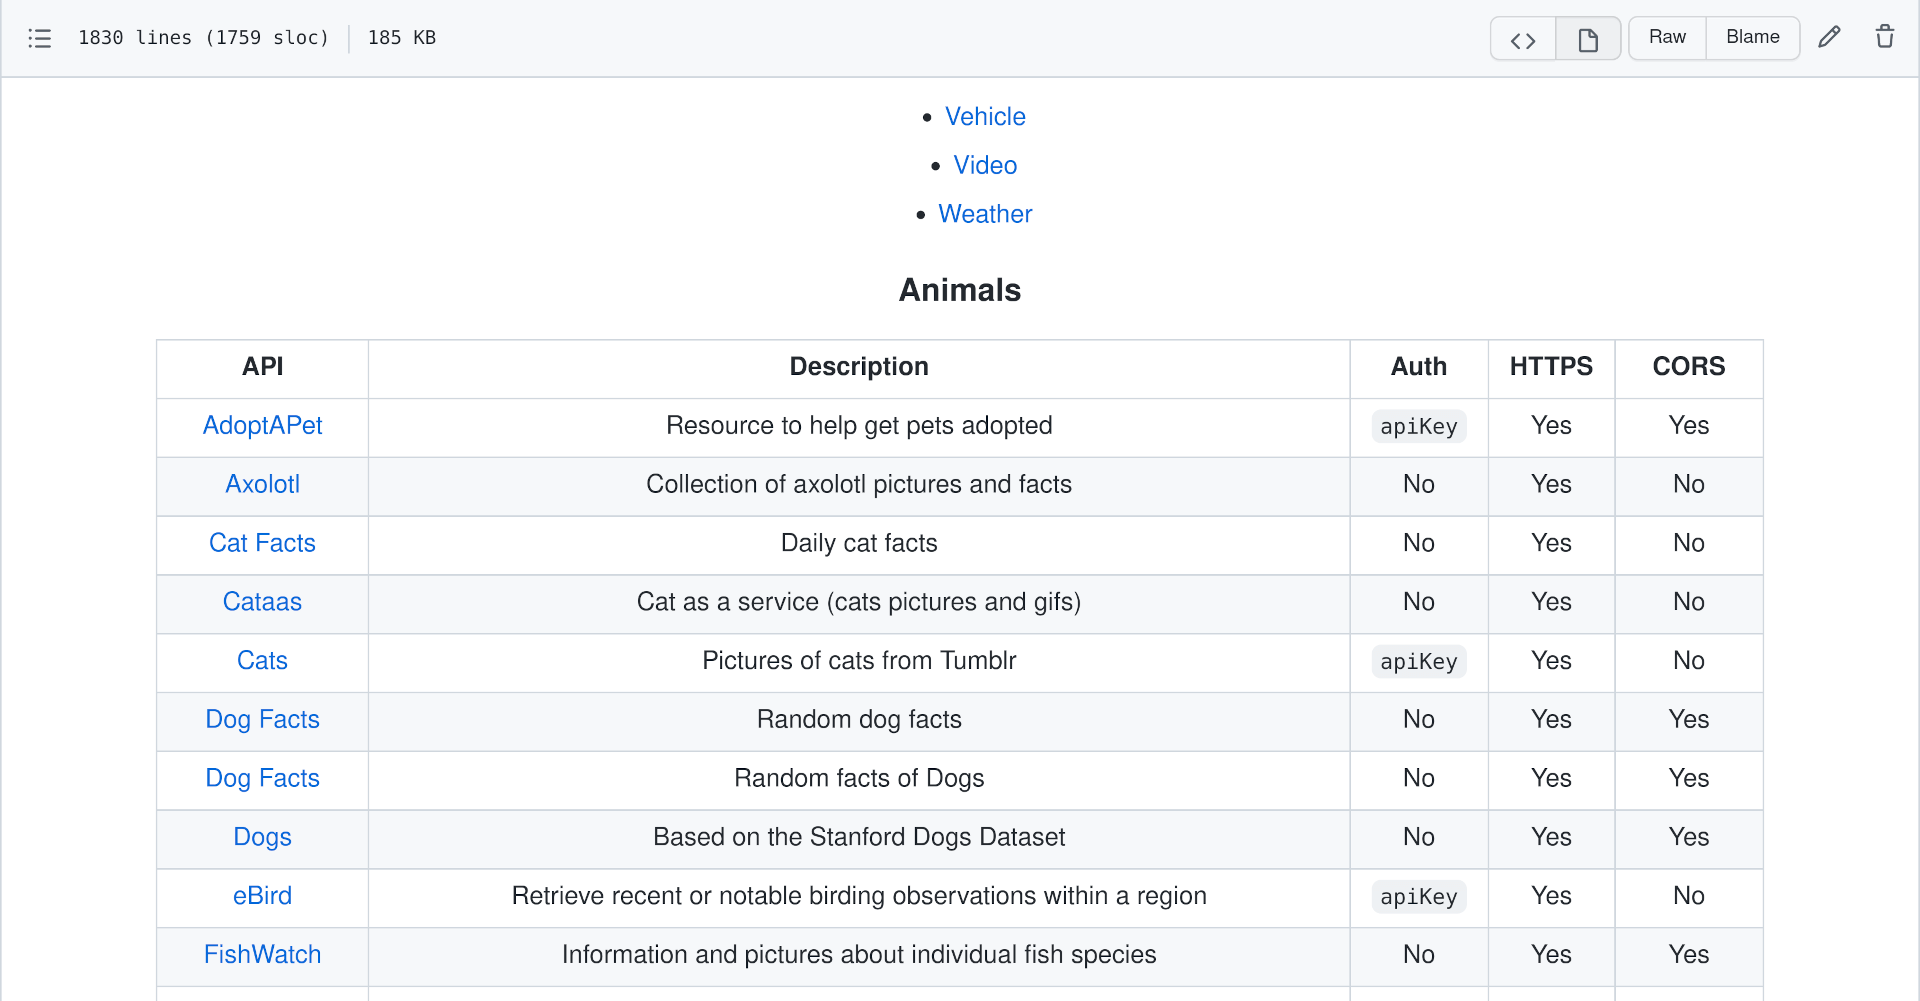 1830 lines (1759 sloc) 185 KB Raw Blame
• Vehicle
• Video
• Weather
Animals
API Description Auth HTTPS CORS
AdoptAPet Resource to help get pets adopted apiKey Yes Yes
Axolotl Collection of axolotl pictures and facts No Yes No
Cat Facts Daily cat facts No Yes No
Cataas Cat as a service (cats pictures and gifs) No Yes No
Cats Pictures of cats from Tumblr apiKey Yes No
Dog Facts Random dog facts No Yes Yes
Dog Facts Random facts of Dogs No Yes Yes
Dogs Based on the Stanford Dogs Dataset No Yes Yes
eBird Retrieve recent or notable birding observations within a region apiKey Yes No
FishWatch Information and pictures about individual fish species No Yes Yes